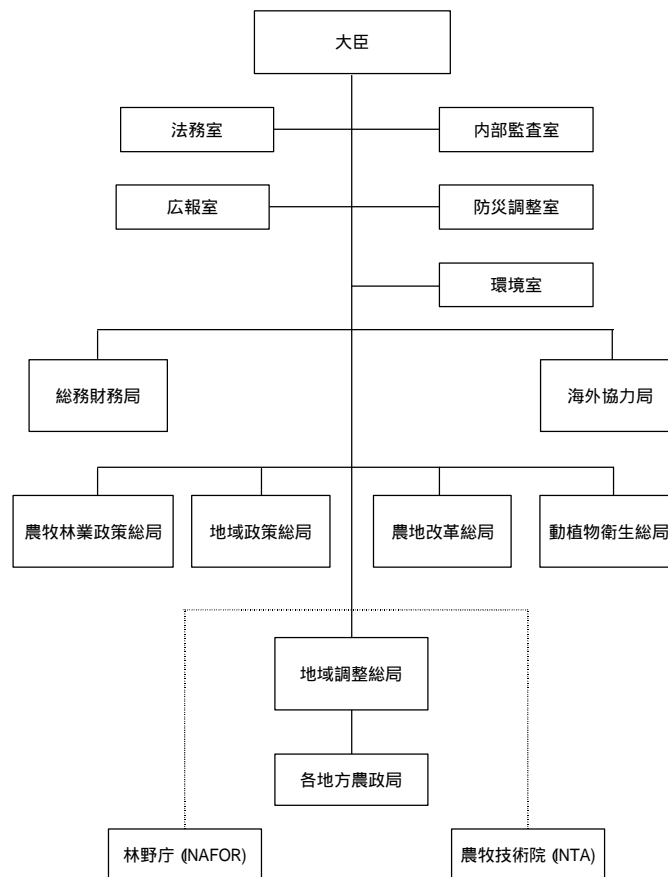 大臣
法務室
内部監査室
広報室
防災調整室
環境室
総務財務局
海外協力局
農牧林業政策総局
地域政策総局
農地改革総局
動植物衛生総局
地域調整総局
各地方農政局
林野庁 (INAFOR)
農牧技術院 (INTA)